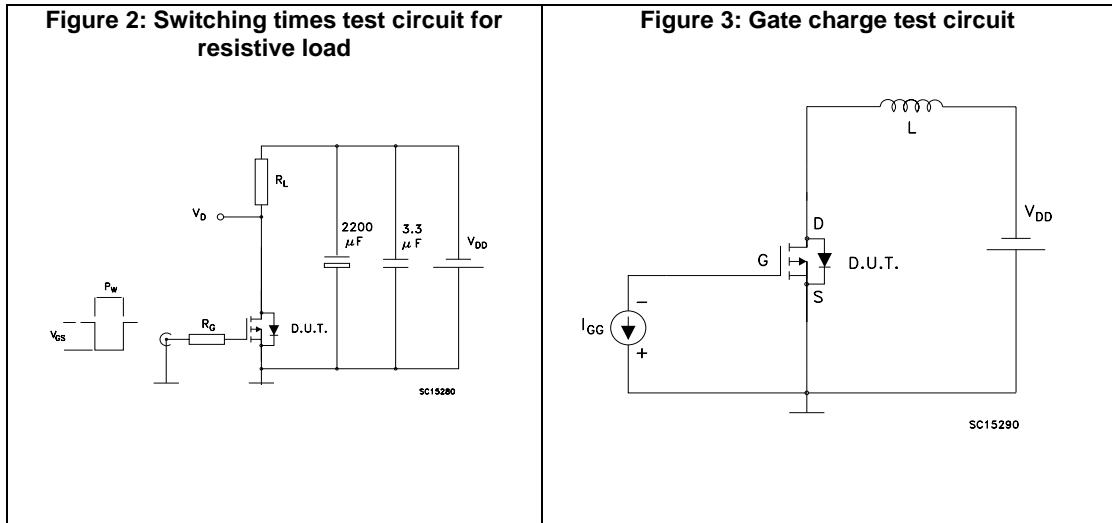 Figure 2: Switching times test circuit for
resistive load
R_L
V_D
2200
μF
3.3
μF
V_DD
P_W
V_GS
R_G
D.U.T.
SC15280
Figure 3: Gate charge test circuit
L
V_DD
D
G
D.U.T.
S
−
I_GG
+
SC15290